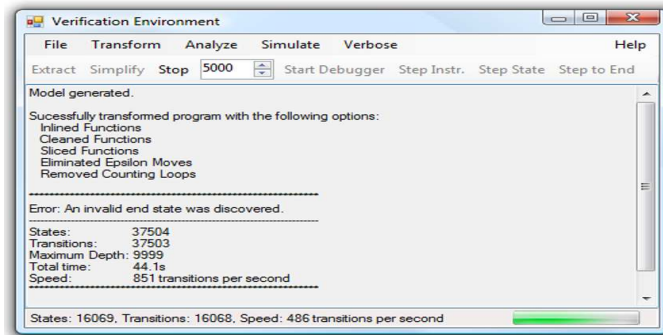 Verification Environment
File Transform Analyze Simulate Verbose Help
Extract Simplify Stop 5000 Start Debugger Step Instr. Step State Step to End
Model generated.
Sucessfully transformed program with the following options:
Inlined Functions
Cleaned Functions
Sliced Functions
Eliminated Epsilon Moves
Removed Counting Loops
Error: An invalid end state was discovered.
States: 37504
Transitions: 37503
Maximum Depth: 9999
Total time: 44.1s
Speed: 851 transitions per second
States: 16069, Transitions: 16068, Speed: 486 transitions per second